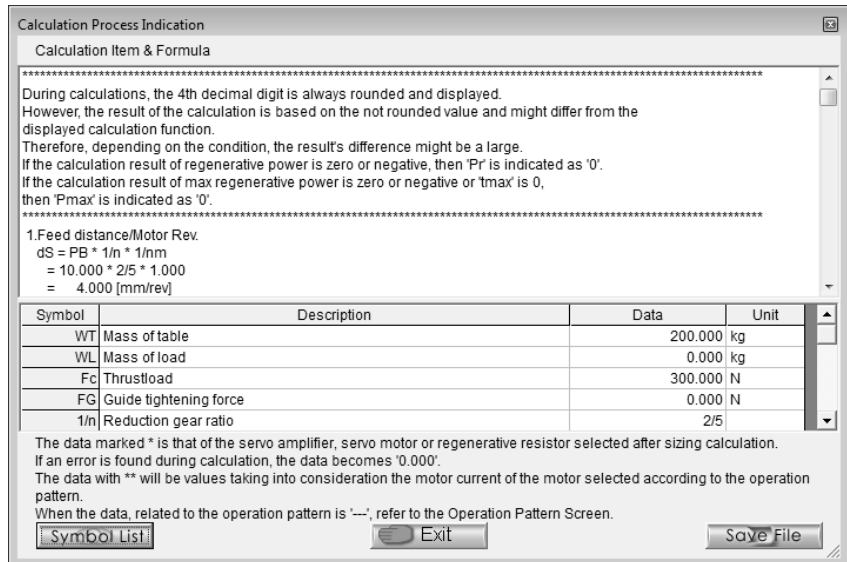 Calculation Process Indication
Calculation Item & Formula
****************************************************************************************************************************
During calculations, the 4th decimal digit is always rounded and displayed.
However, the result of the calculation is based on the not rounded value and might differ from the
displayed calculation function.
Therefore, depending on the condition, the result's difference might be a large.
If the calculation result of regenerative power is zero or negative, then 'Pr' is indicated as '0'.
If the calculation result of max regenerative power is zero or negative or 'tmax' is 0,
then 'Pmax' is indicated as '0'.
****************************************************************************************************************************
1.Feed distance/Motor Rev.
dS = PB * 1/n * 1/nm
= 10.000 * 2/5 * 1.000
= 4.000 [mm/rev]
Symbol Description Data Unit
WT Mass of table 200.000 kg
WL Mass of load 0.000 kg
Fc Thrustload 300.000 N
FG Guide tightening force 0.000 N
1/n Reduction gear ratio 2/5
The data marked * is that of the servo amplifier, servo motor or regenerative resistor selected after sizing calculation.
If an error is found during calculation, the data becomes '0.000'.
The data with ** will be values taking into consideration the motor current of the motor selected according to the operation
pattern.
When the data, related to the operation pattern is '---', refer to the Operation Pattern Screen.
Symbol List Exit Save File